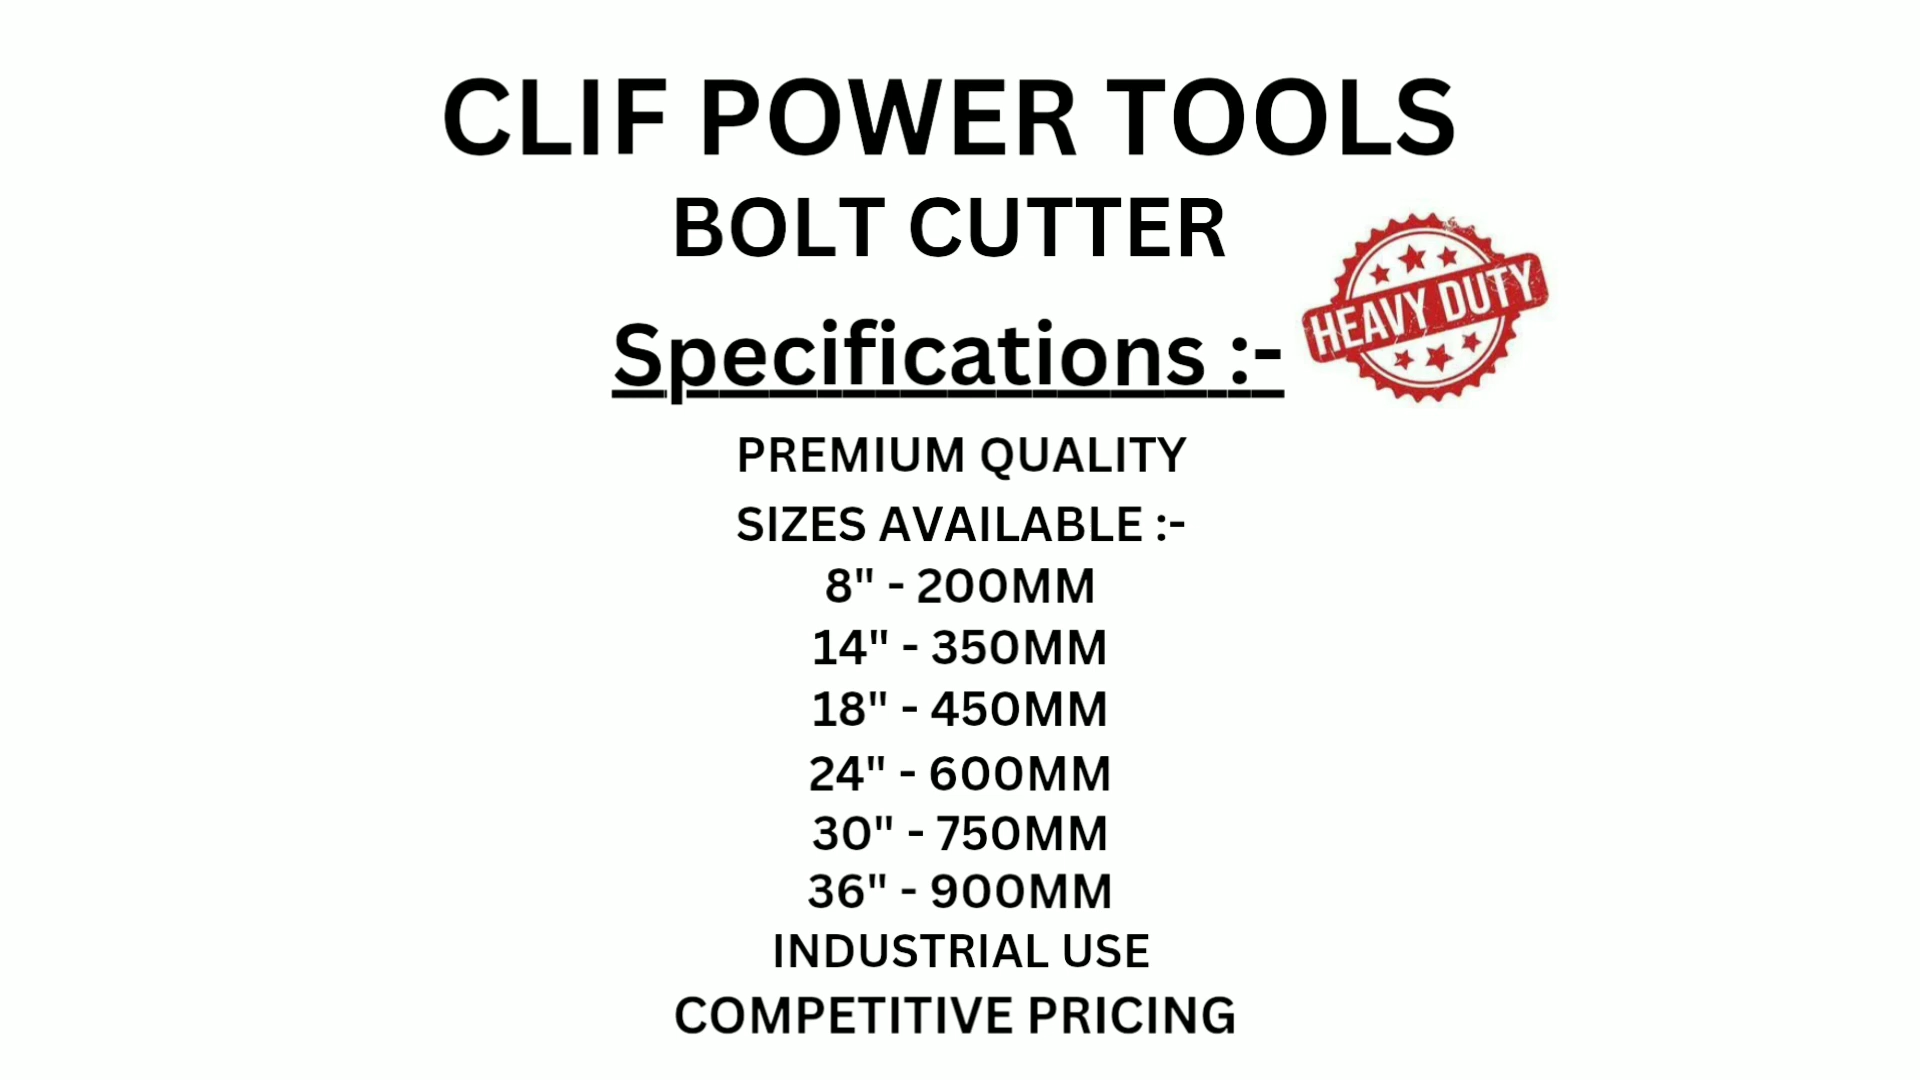 CLIF POWER TOOLS
BOLT CUTTER
HEAVY DUTY
Specifications :-
PREMIUM QUALITY
SIZES AVAILABLE :-
8" - 200MM
14" - 350MM
18" - 450MM
24" - 600MM
30" - 750MM
36" - 900MM
INDUSTRIAL USE
COMPETITIVE PRICING